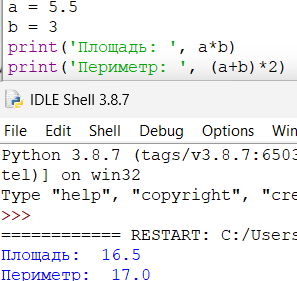 a = 5.5
b = 3
print('Площадь: ', a*b)
print('Периметр: ', (a+b)*2)
IDLE Shell 3.8.7
File Edit Shell Debug Options
Python 3.8.7 (tags/v3.8.7:6503
tel)] on win32
Type "help", "copyright", "cre
>>>
============ RESTART: C:/Users
Площадь:  16.5
Периметр:  17.0